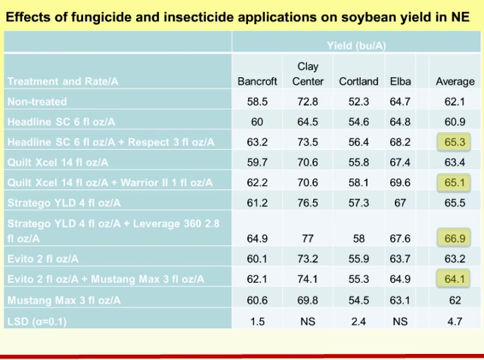 Effects of fungicide and insecticide applications on soybean yield in NE
Yield (bu/A)
Treatment and Rate/A Bancroft Clay Center Cortland Elba Average
Non-treated 58.5 72.8 52.3 64.7 62.1
Headline SC 6 fl oz/A 60 64.5 54.6 64.8 60.9
Headline SC 6 fl oz/A + Respect 3 fl oz/A 63.2 73.5 56.4 68.2 65.3
Quilt Xcel 14 fl oz/A 59.7 70.6 55.8 67.4 63.4
Quilt Xcel 14 fl oz/A + Warrior II 1 fl oz/A 62.2 70.6 58.1 69.6 65.1
Stratego YLD 4 fl oz/A 61.2 76.5 57.3 67 65.5
Stratego YLD 4 fl oz/A + Leverage 360 2.8
fl oz/A 64.9 77 58 67.6 66.9
Evito 2 fl oz/A 60.1 73.2 55.9 63.7 63.2
Evito 2 fl oz/A + Mustang Max 3 fl oz/A 62.1 74.1 55.3 64.9 64.1
Mustang Max 3 fl oz/A 60.6 69.8 54.5 63.1 62
LSD (α=0.1) 1.5 NS 2.4 NS 4.7